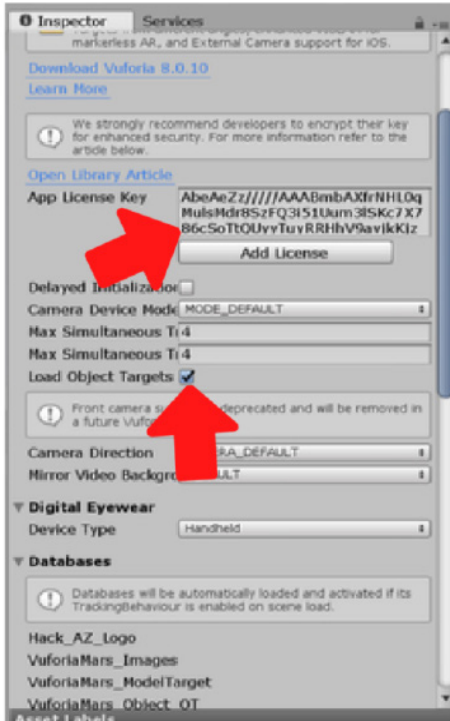 Inspector Services
markerless AR, and External Camera support for iOS.
Download Vuforia 8.0.10
Learn More
We strongly recommend developers to encrypt their key
for enhanced security. For more information refer to the
article below.
Open Library Article
App License Key
AbeAeZz/////AAABmbAXfrNHL0q
Add License
Delayed Initialization
Camera Device Mode MODE_DEFAULT
Max Simultaneous 4
Max Simultaneous 4
Load Object Targets
Front camera deprecated and will be removed in
a future
Camera Direction DEFAULT
Mirror Video
Digital Eyewear
Device Type Handheld
Databases
Databases will be automatically loaded and activated if its
TrackingBehaviour is enabled on scene load.
Hack_AZ_Logo
VuforiaMars_Images
VuforiaMars_ModelTarget
VuforiaMars_Object_OT
Asset Labels